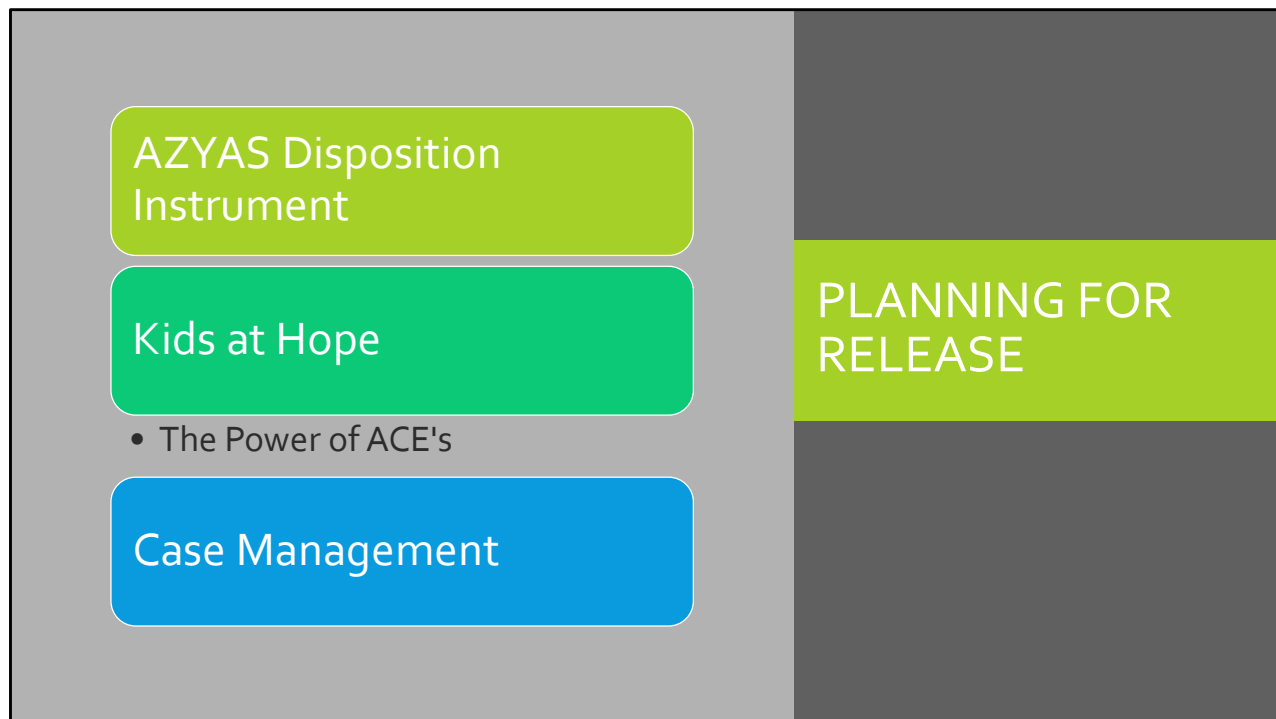 AZYAS Disposition
Instrument
Kids at Hope
• The Power of ACE's
Case Management
PLANNING FOR
RELEASE